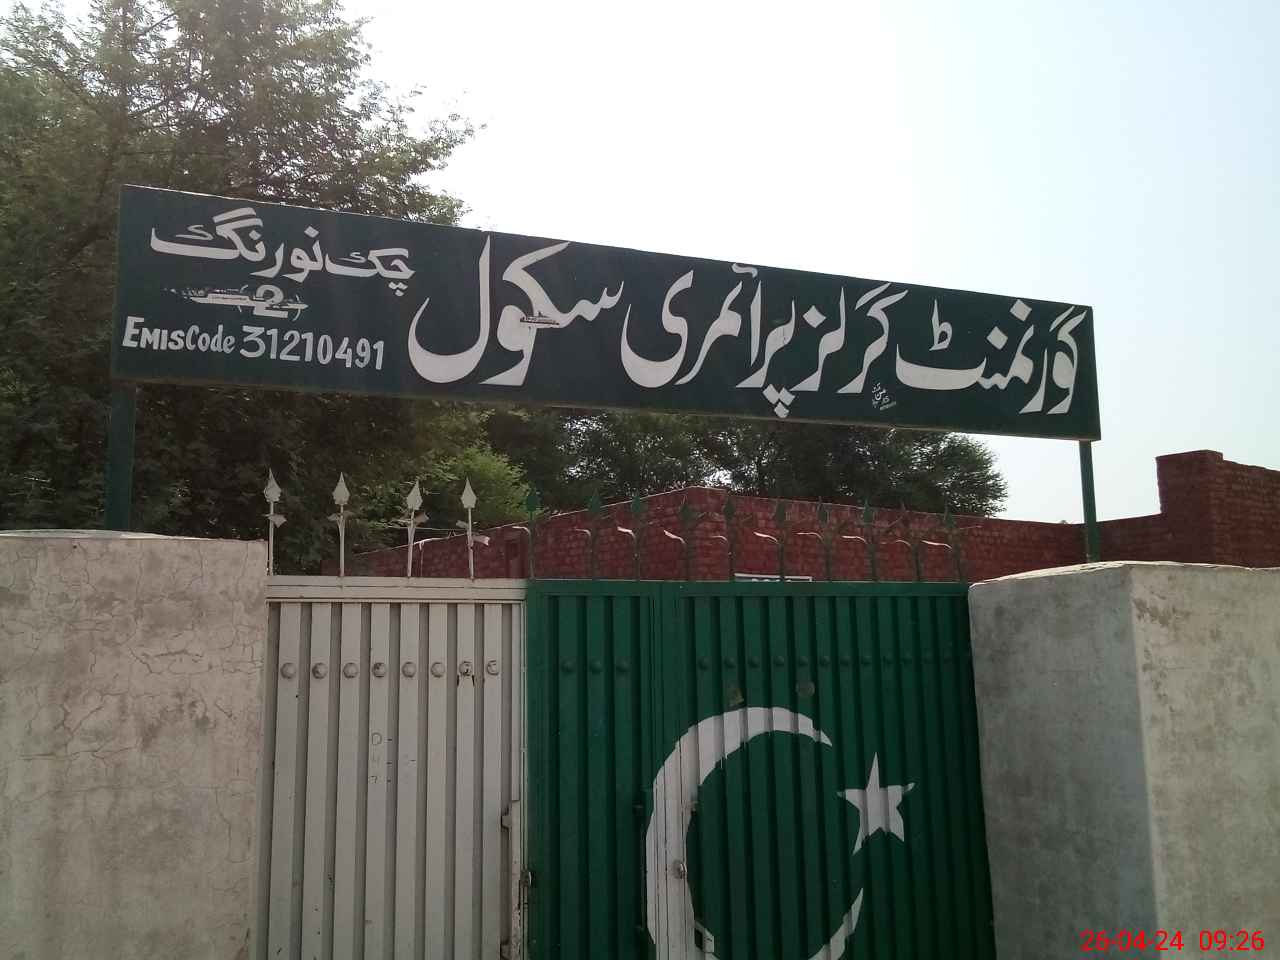 گورنمنٹ گرلز پرائمری سکول
چک نورنگ
2
EMIS Code 31210491
26-04-24 09:26